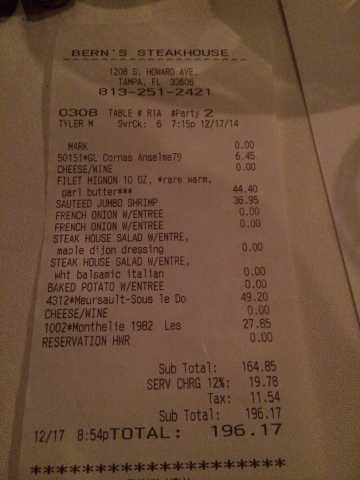 BERN'S STEAKHOUSE
1208 S. HOWARD AVE.
TAMPA, FL 33606
813-251-2421
0308 TABLE # R1A #Party 2
TYLER M SvrCk: 6 7:15p 12/17/14
MARK 0.00
50151*GL Cornas Anselma79 6.45
CHEESE/WINE 0.00
FILET MIGNON 10 OZ, *rare warm,
garl butter*** 44.40
SAUTEED JUMBO SHRIMP 36.95
FRENCH ONION W/ENTREE 0.00
FRENCH ONION W/ENTREE 0.00
STEAK HOUSE SALAD W/ENTRE,
maple dijon dressing 0.00
STEAK HOUSE SALAD W/ENTRE,
wht balsamic italian 0.00
BAKED POTATO W/ENTREE 0.00
4312*Meursault-Sous le Do 49.20
CHEESE/WINE 0.00
1002*Monthelie 1982 Les 27.85
RESERVATION HWR 0.00
Sub Total: 164.85
SERV CHRG 12%: 19.78
Tax: 11.54
Sub Total: 196.17
12/17 8:54p TOTAL: 196.17
******************************